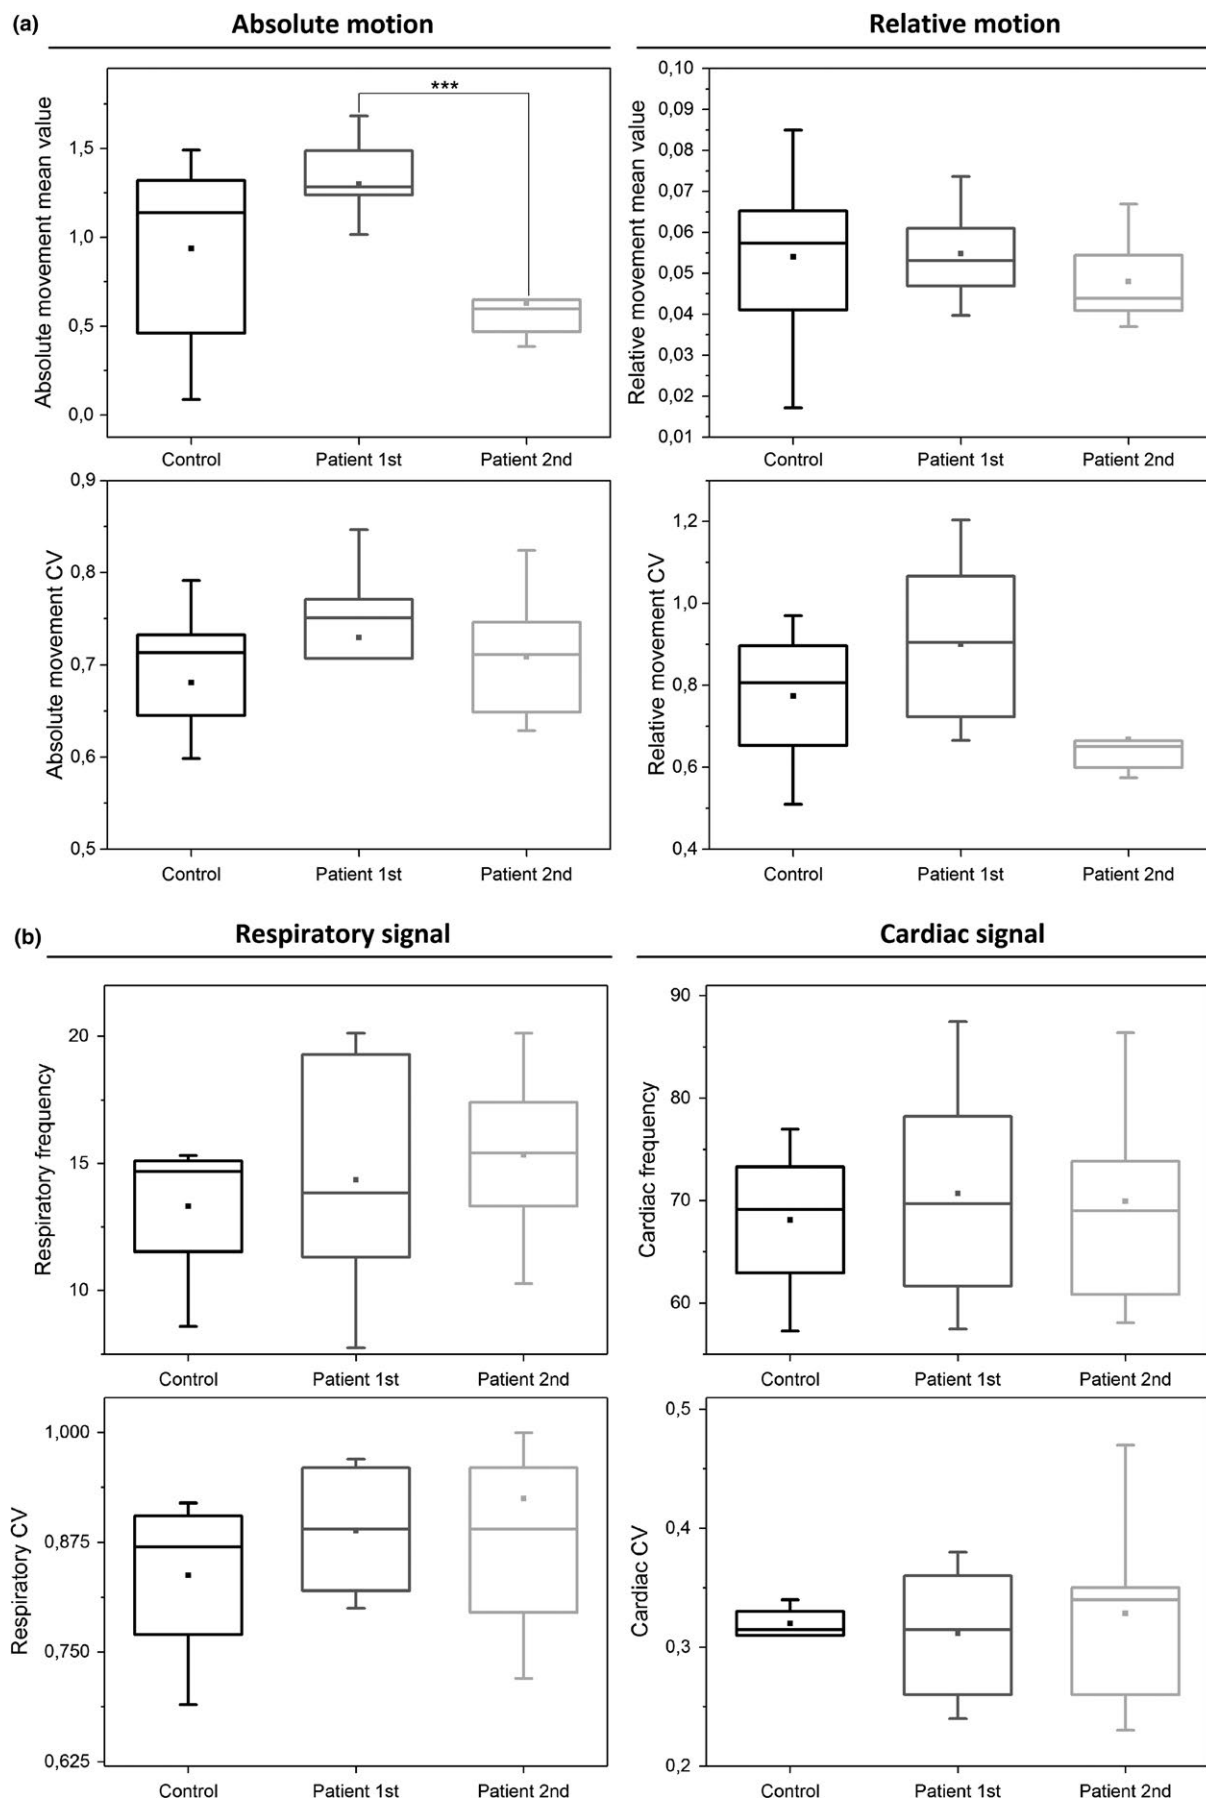 (a)
Absolute motion
Relative motion
Absolute movement mean value
1,5
1,0
0,5
0,0
***
Control
Patient 1st
Patient 2nd
Relative movement mean value
0,10
0,09
0,08
0,07
0,06
0,05
0,04
0,03
0,02
0,01
Control
Patient 1st
Patient 2nd
Absolute movement CV
0,9
0,8
0,7
0,6
0,5
Control
Patient 1st
Patient 2nd
Relative movement CV
1,2
1,0
0,8
0,6
0,4
Control
Patient 1st
Patient 2nd
(b)
Respiratory signal
Cardiac signal
Respiratory frequency
20
15
10
Control
Patient 1st
Patient 2nd
Cardiac frequency
90
80
70
60
Control
Patient 1st
Patient 2nd
Respiratory CV
1,000
0,875
0,750
0,625
Control
Patient 1st
Patient 2nd
Cardiac CV
0,5
0,4
0,3
0,2
Control
Patient 1st
Patient 2nd